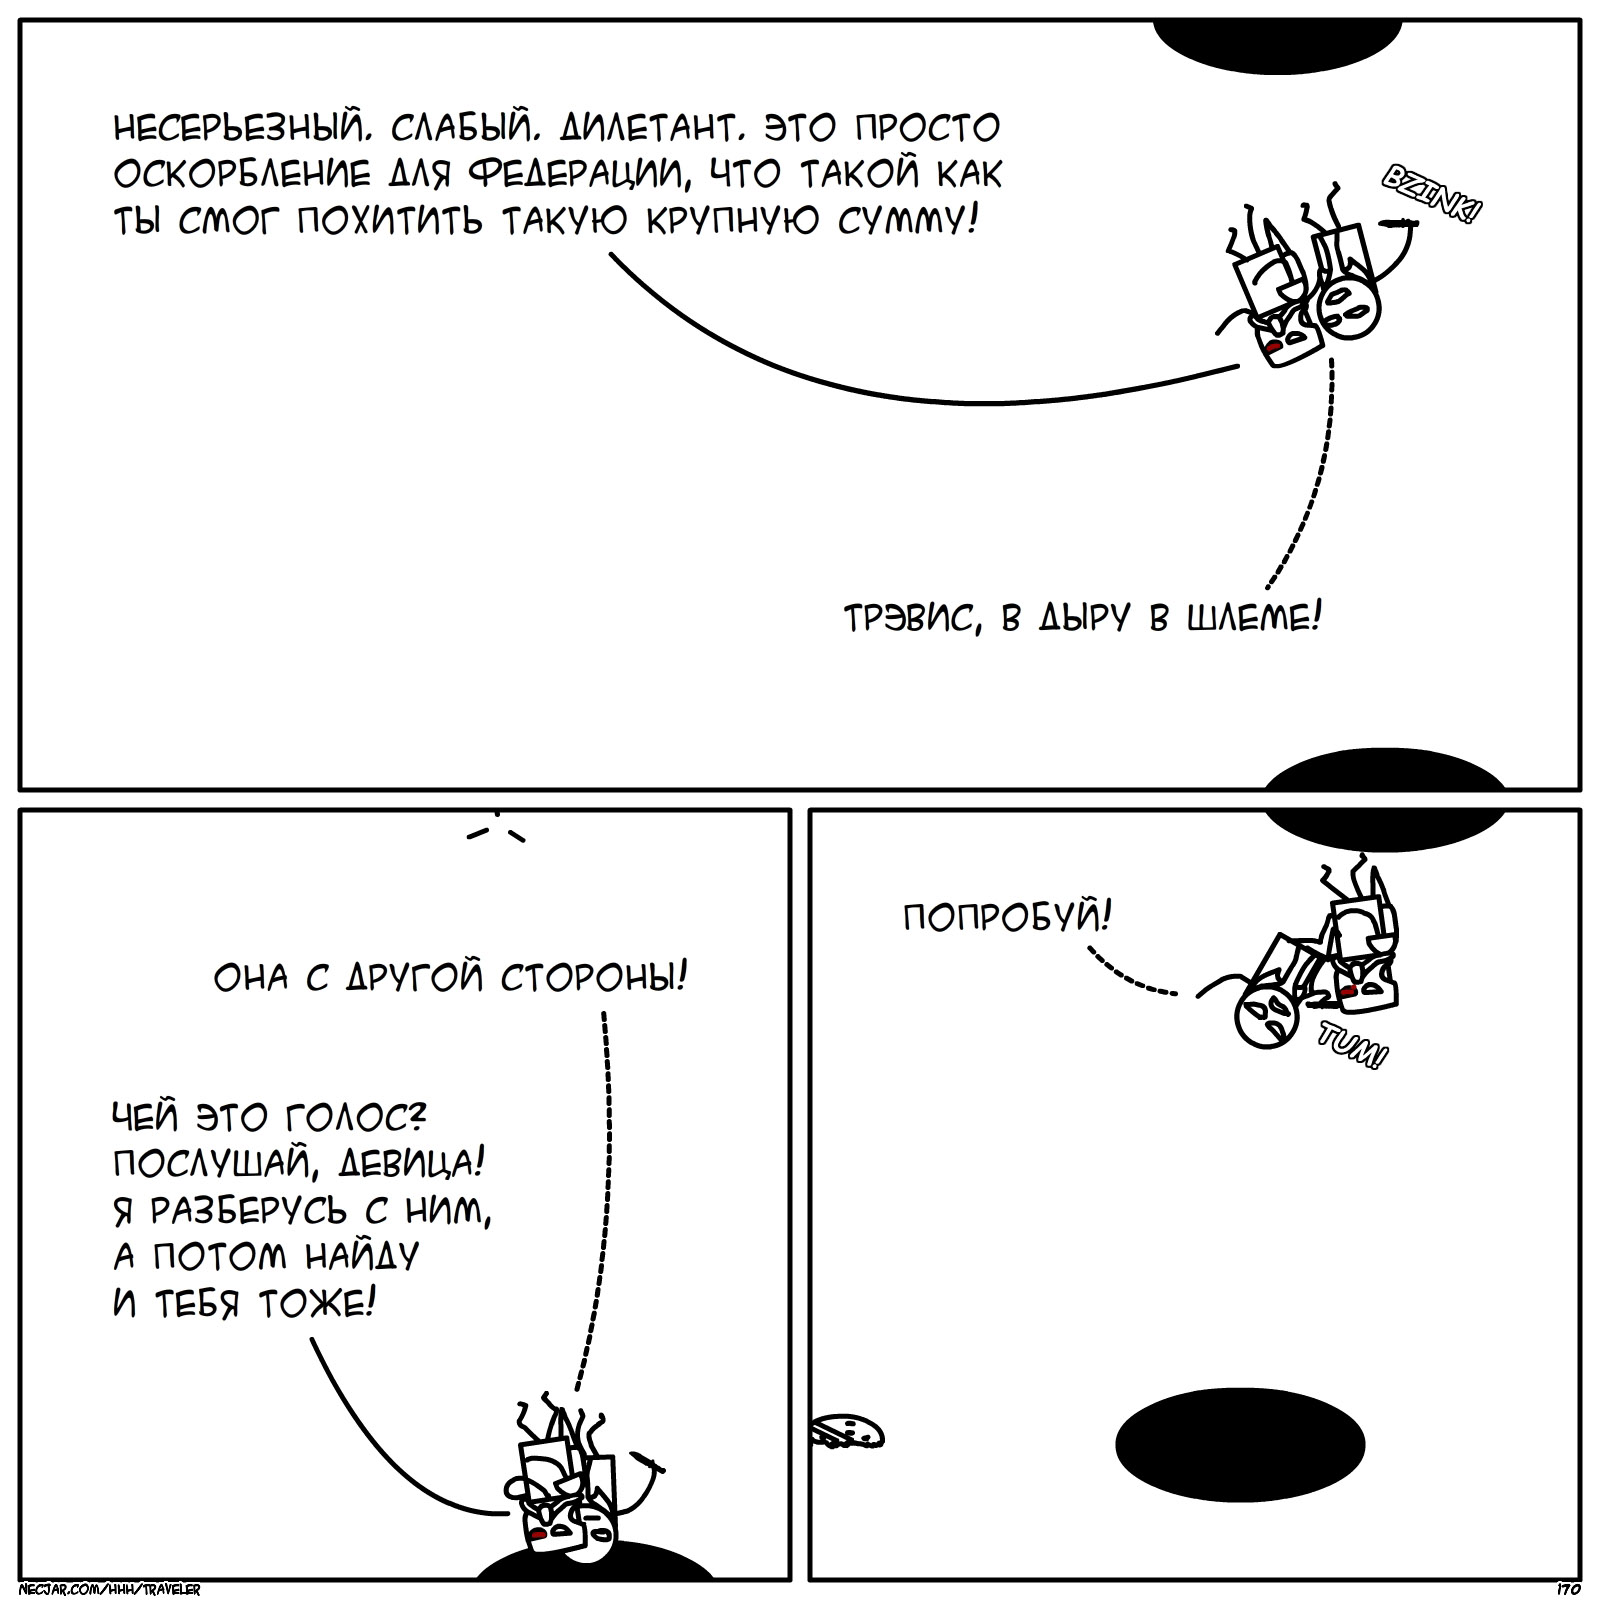 НЕСЕРЬЕЗНЫЙ. СЛАБЫЙ. ДИЛЕТАНТ. ЭТО ПРОСТО
ОСКОРБЛЕНИЕ ДЛЯ ФЕДЕРАЦИИ, ЧТО ТАКОЙ КАК
ТЫ СМОГ ПОХИТИТЬ ТАКУЮ КРУПНУЮ СУММУ!
BZINK!
ТРЭВИС, В ДЫРУ В ШЛЕМЕ!
ОНА С ДРУГОЙ СТОРОНЫ!
ЧЕЙ ЭТО ГОЛОС?
ПОСЛУШАЙ, ДЕВИЦА!
Я РАЗБЕРУСЬ С НИМ,
А ПОТОМ НАЙДУ
И ТЕБЯ ТОЖЕ!
ПОПРОБУЙ!
TUM!
NECJAR.COM/HHH/TRAVELER
170